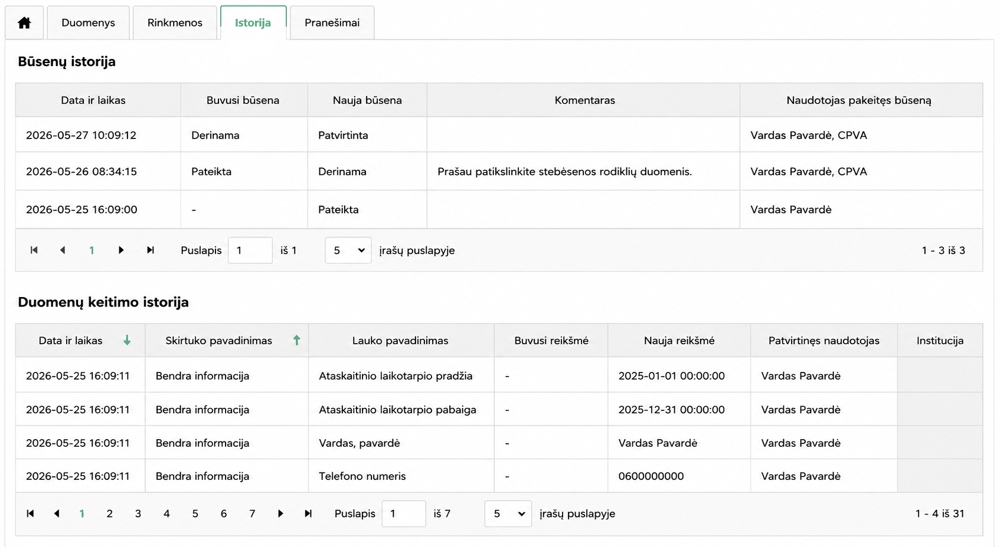 Duomenys Rinkmenos Istorija Pranešimai
Būsenų istorija
Data ir laikas Buvusi būsena Nauja būsena Komentaras Naudotojas pakeitęs būseną
2026-05-27 10:09:12 Derinama Patvirtinta Vardas Pavardė, CPVA
2026-05-26 08:34:15 Pateikta Derinama Prašau patikslinkite stebėsenos rodiklių duomenis. Vardas Pavardė, CPVA
2026-05-25 16:09:00 - Pateikta Vardas Pavardė
1 Puslapis 1 iš 1 5 įrašų puslapyje 1 - 3 iš 3
Duomenų keitimo istorija
Data ir laikas Skirtuko pavadinimas Lauko pavadinimas Buvusi reikšmė Nauja reikšmė Patvirtinęs naudotojas Institucija
2026-05-25 16:09:11 Bendra informacija Ataskaitinio laikotarpio pradžia - 2025-01-01 00:00:00 Vardas Pavardė
2026-05-25 16:09:11 Bendra informacija Ataskaitinio laikotarpio pabaiga - 2025-12-31 00:00:00 Vardas Pavardė
2026-05-25 16:09:11 Bendra informacija Vardas, pavardė - Vardas Pavardė Vardas Pavardė
2026-05-25 16:09:11 Bendra informacija Telefono numeris - 0600000000 Vardas Pavardė
1 2 3 4 5 6 7 Puslapis 1 iš 7 5 įrašų puslapyje 1 - 4 iš 31